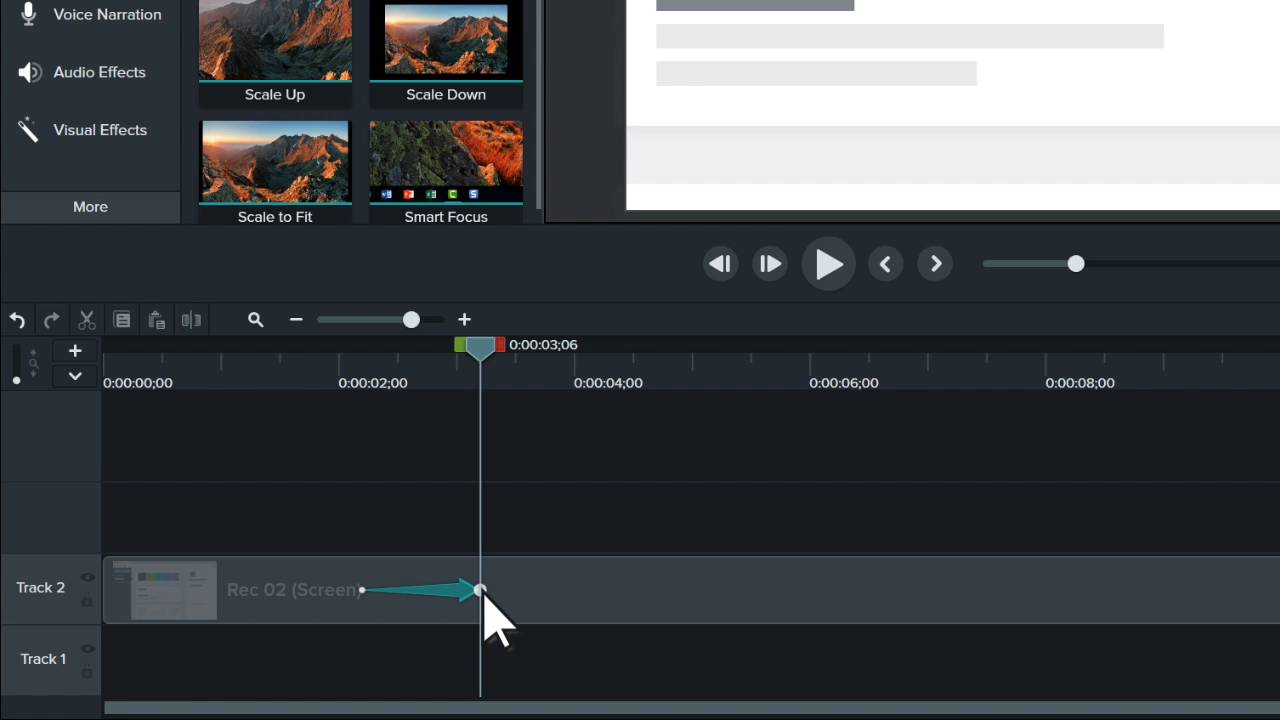 Voice Narration
Audio Effects
Visual Effects
More
Scale Up
Scale Down
Scale to Fit
Smart Focus
0:00:03;06
0:00:00;00
0:00:02;00
0:00:04;00
0:00:06;00
0:00:08;00
Track 2
Rec 02 (Screen)
Track 1